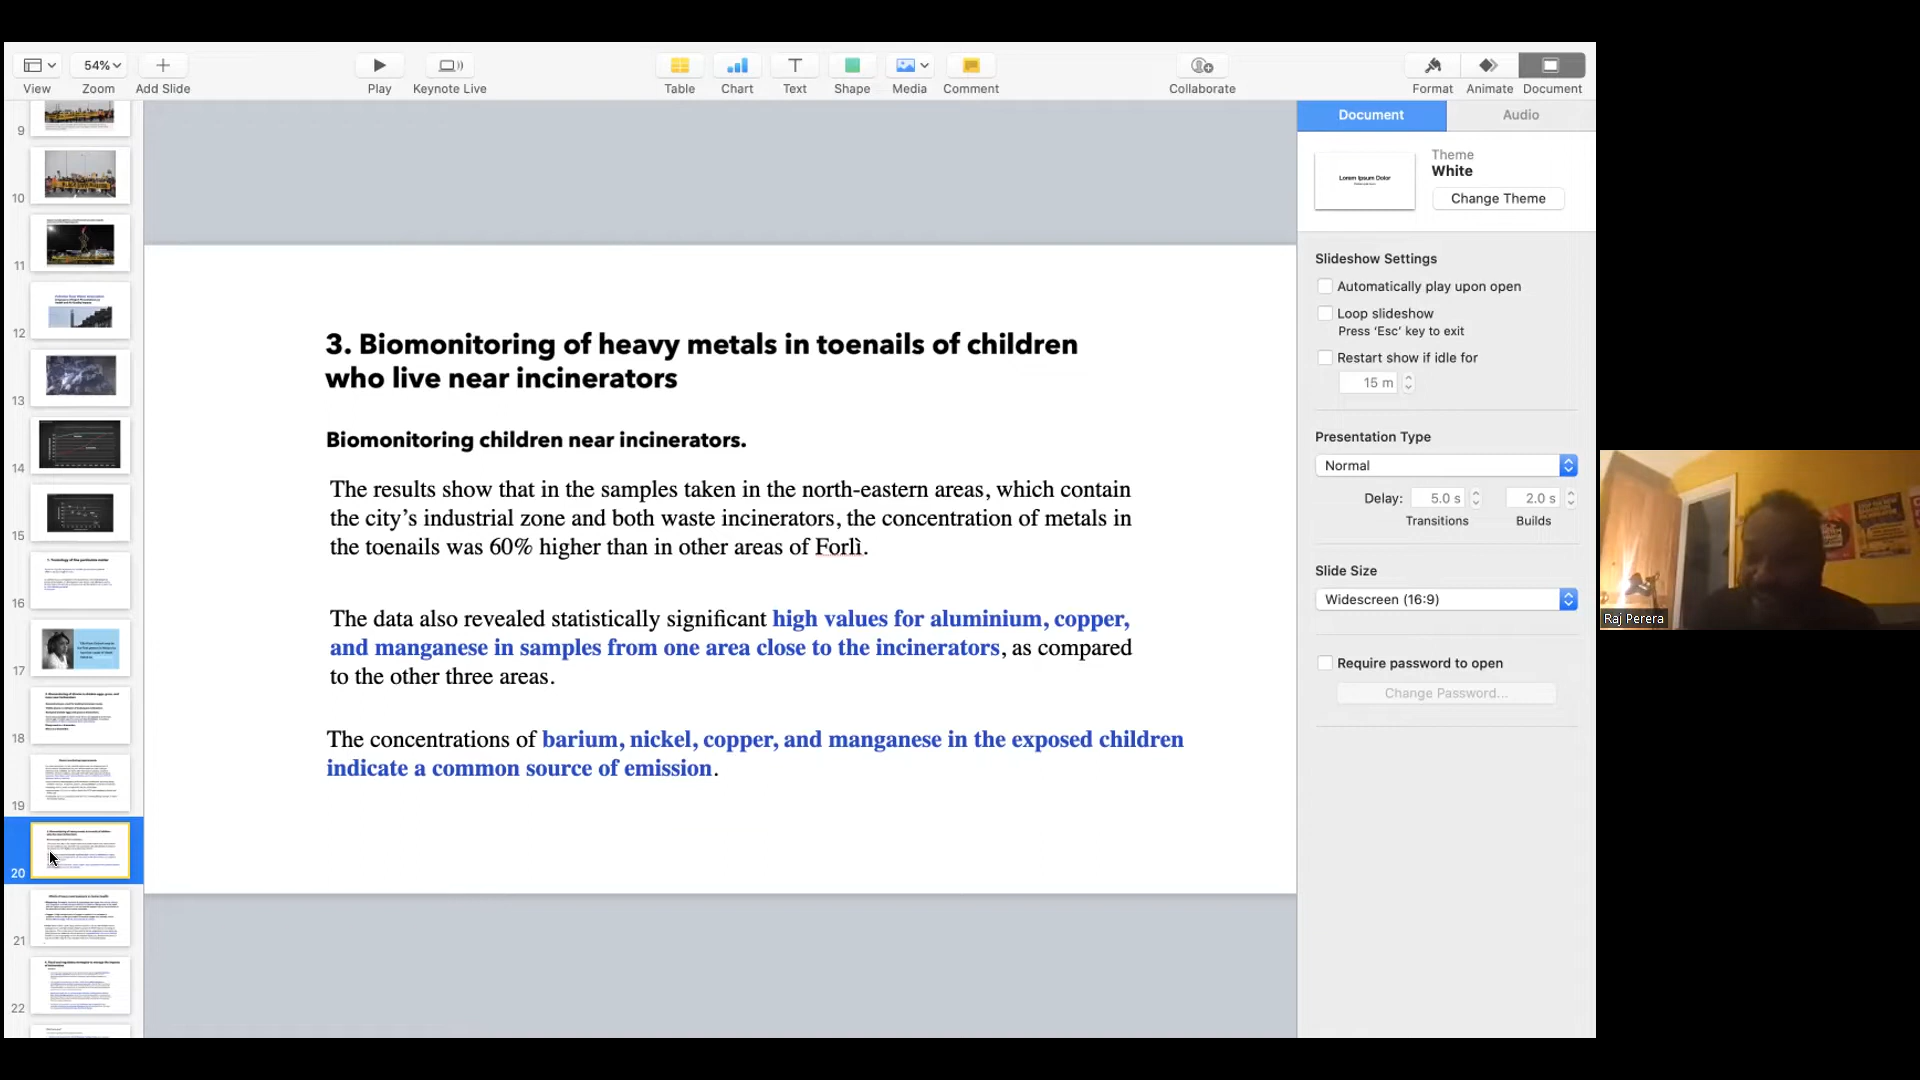 View
54%
Zoom
Add Slide
Play
Keynote Live
Table
Chart
Text
Shape
Media
Comment
Collaborate
Format
Animate
Document
9
10
11
12
13
14
15
16
17
18
19
20
21
22
3. Biomonitoring of heavy metals in toenails of children
who live near incinerators
Biomonitoring children near incinerators.
The results show that in the samples taken in the north-eastern areas, which contain
the city’s industrial zone and both waste incinerators, the concentration of metals in
the toenails was 60% higher than in other areas of Forlì.
The data also revealed statistically significant high values for aluminium, copper,
and manganese in samples from one area close to the incinerators, as compared
to the other three areas.
The concentrations of barium, nickel, copper, and manganese in the exposed children
indicate a common source of emission.
Document
Audio
Lorem Ipsum Dolor
Theme
White
Change Theme
Slideshow Settings
Automatically play upon open
Loop slideshow
Press ‘Esc’ key to exit
Restart show if idle for
15 m
Presentation Type
Normal
Delay:
5.0 s
2.0 s
Transitions
Builds
Slide Size
Widescreen (16:9)
Require password to open
Change Password...
Raj Perera